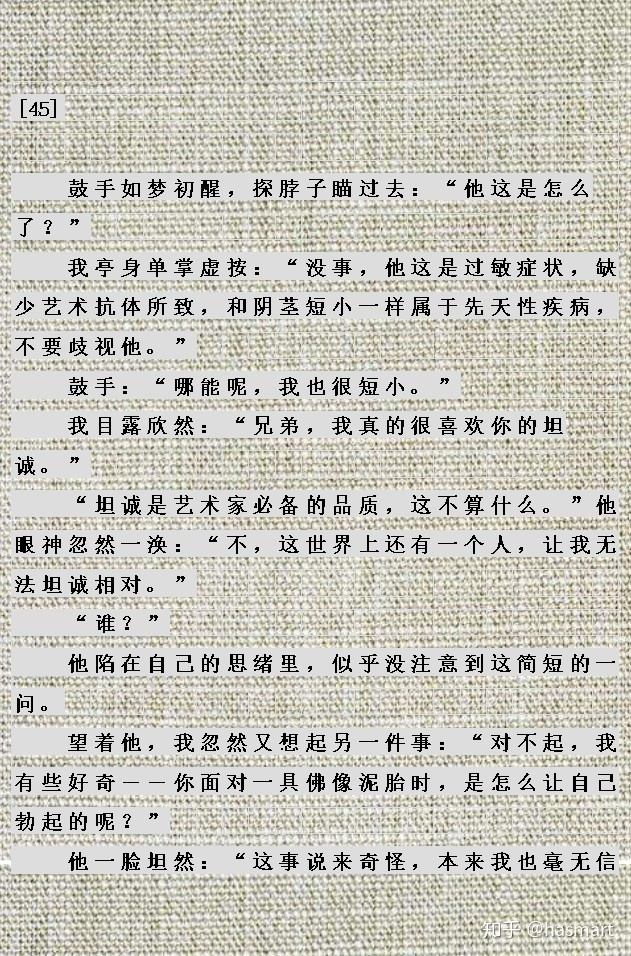 [45]
鼓手如梦初醒，探脖子瞄过去：“他这是怎么
了？”
我亭身单掌虚按：“没事，他这是过敏症状，缺
少艺术抗体所致，和阴茎短小一样属于先天性疾病，
不要歧视他。”
鼓手：“哪能呢，我也很短小。”
我目露欣然：“兄弟，我真的很喜欢你的坦
诚。”
“坦诚是艺术家必备的品质，这不算什么。”他
眼神忽然一涣：“不，这世界上还有一个人，让我无
法坦诚相对。”
“谁？”
他陷在自己的思绪里，似乎没注意到这简短的一
问。
望着他，我忽然又想起另一件事：“对不起，我
有些好奇——你面对一具佛像泥胎时，是怎么让自己
勃起的呢？”
他一脸坦然：“这事说来奇怪，本来我也毫无信
知乎 @hasmart